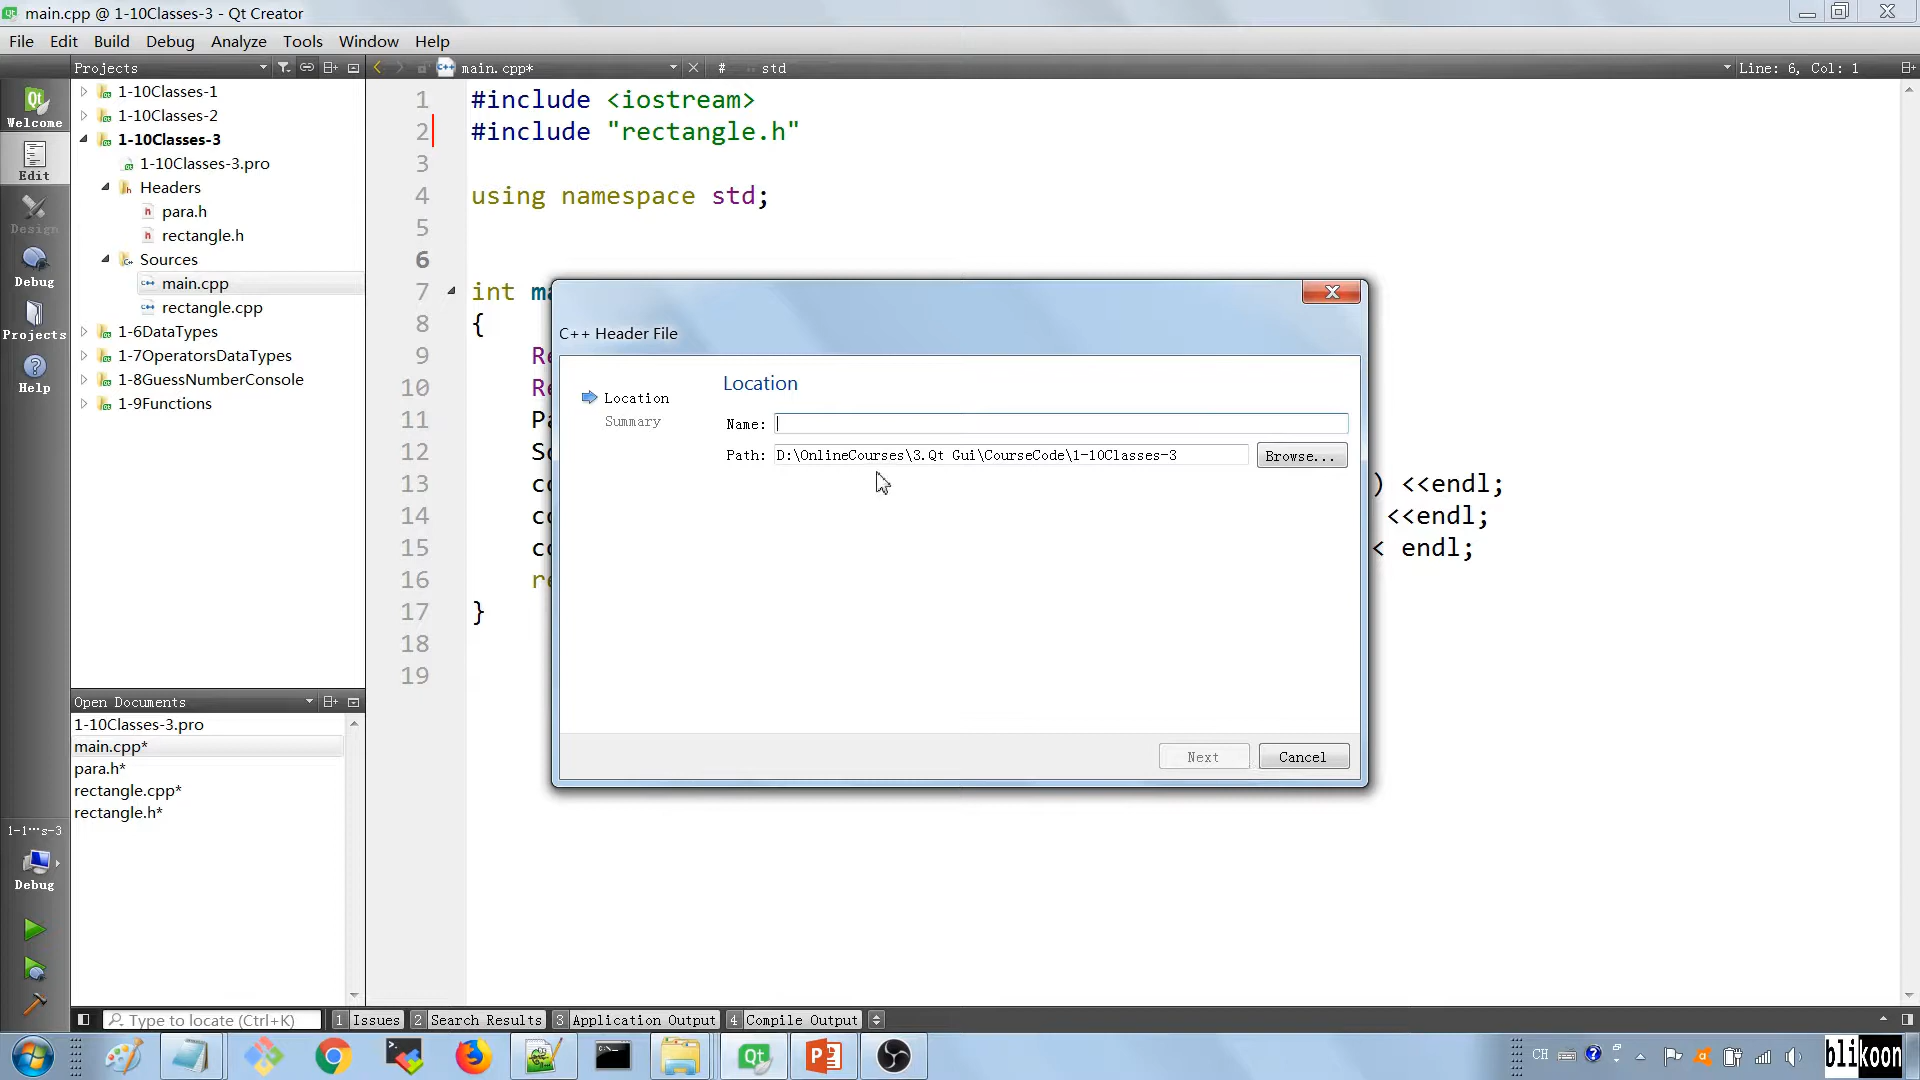 main.cpp @ 1-10Classes-3 - Qt Creator
File Edit Build Debug Analyze Tools Window Help
Projects
main.cpp*
# std
Line: 6, Col: 1
Welcome
Edit
Design
Debug
Projects
Help
1-10Classes-1
1-10Classes-2
1-10Classes-3
1-10Classes-3.pro
Headers
para.h
rectangle.h
Sources
main.cpp
rectangle.cpp
1-6DataTypes
1-7OperatorsDataTypes
1-8GuessNumberConsole
1-9Functions
1 #include <iostream>
2 #include "rectangle.h"
3
4 using namespace std;
5
6
7 int
8 {
9
10
11
12
13 ) <<endl;
14 <<endl;
15 < endl;
16
17 }
18
19
C++ Header File
Location
Summary
Location
Name:
Path: D:\OnlineCourses\3.Qt Gui\CourseCode\1-10Classes-3
Browse...
Next
Cancel
Open Documents
1-10Classes-3.pro
main.cpp*
para.h*
rectangle.cpp*
rectangle.h*
1-1···s-3
Debug
Type to locate (Ctrl+K)
1 Issues
2 Search Results
3 Application Output
4 Compile Output
CH
blikoon